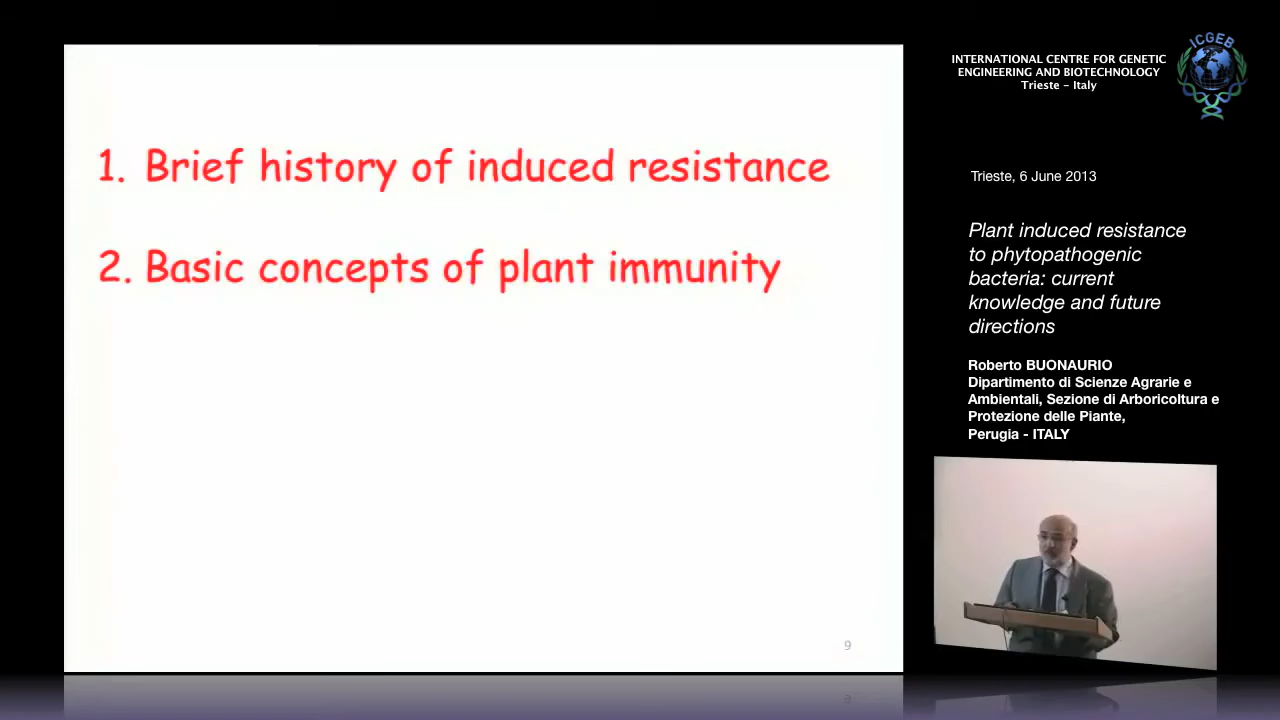 1. Brief history of induced resistance
2. Basic concepts of plant immunity
9
INTERNATIONAL CENTRE FOR GENETIC
ENGINEERING AND BIOTECHNOLOGY
Trieste - Italy
ICGEB
Trieste, 6 June 2013
Plant induced resistance
to phytopathogenic
bacteria: current
knowledge and future
directions
Roberto BUONAURIO
Dipartimento di Scienze Agrarie e
Ambientali, Sezione di Arboricoltura e
Protezione delle Piante,
Perugia - ITALY